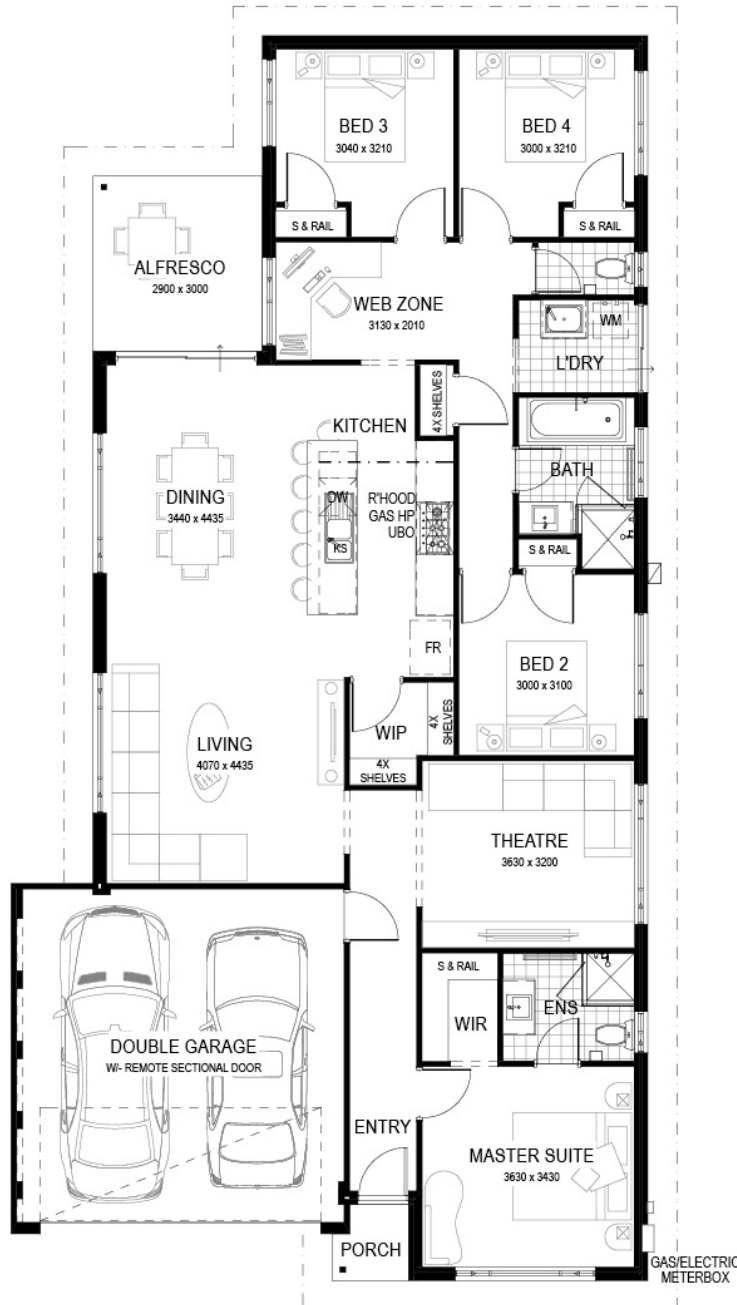 BED 3
3040 x 3210
BED 4
3000 x 3210
S & RAIL
S & RAIL
ALFRESCO
2900 x 3000
WEB ZONE
3130 x 2010
WM
L'DRY
4X SHELVES
KITCHEN
BATH
DINING
3440 x 4435
DW
R'HOOD
GAS HP
UBO
KS
S & RAIL
FR
BED 2
3000 x 3100
WIP
4X
SHELVES
4X
SHELVES
LIVING
4070 x 4435
THEATRE
3630 x 3200
S & RAIL
WIR
ENS
DOUBLE GARAGE
W/- REMOTE SECTIONAL DOOR
ENTRY
MASTER SUITE
3630 x 3430
PORCH
GAS/ELECTRIC
METERBOX